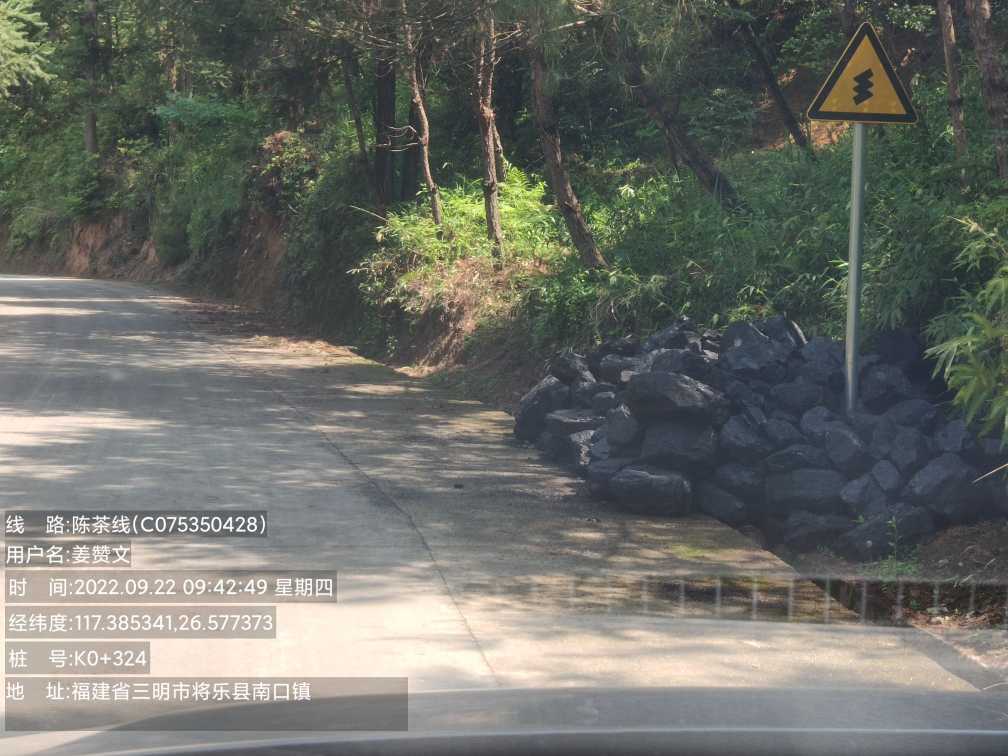 线 路:陈茶线(C075350428)
用户名:姜赞文
时 间:2022.09.22 09:42:49 星期四
经纬度:117.385341,26.577373
桩 号:K0+324
地 址:福建省三明市将乐县南口镇